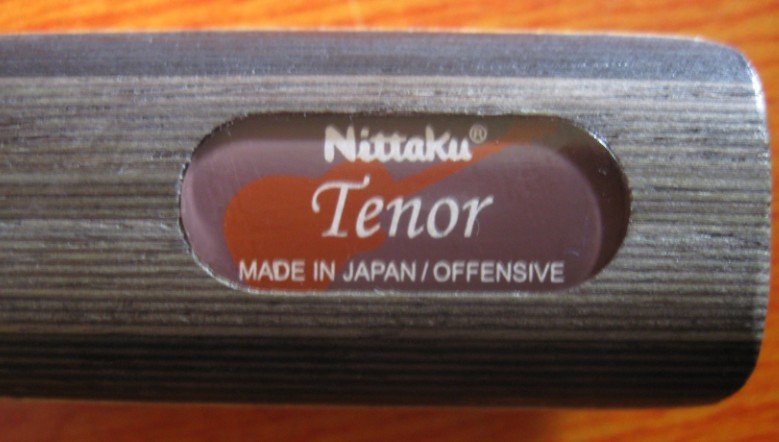 Nittaku®
Tenor
MADE IN JAPAN / OFFENSIVE